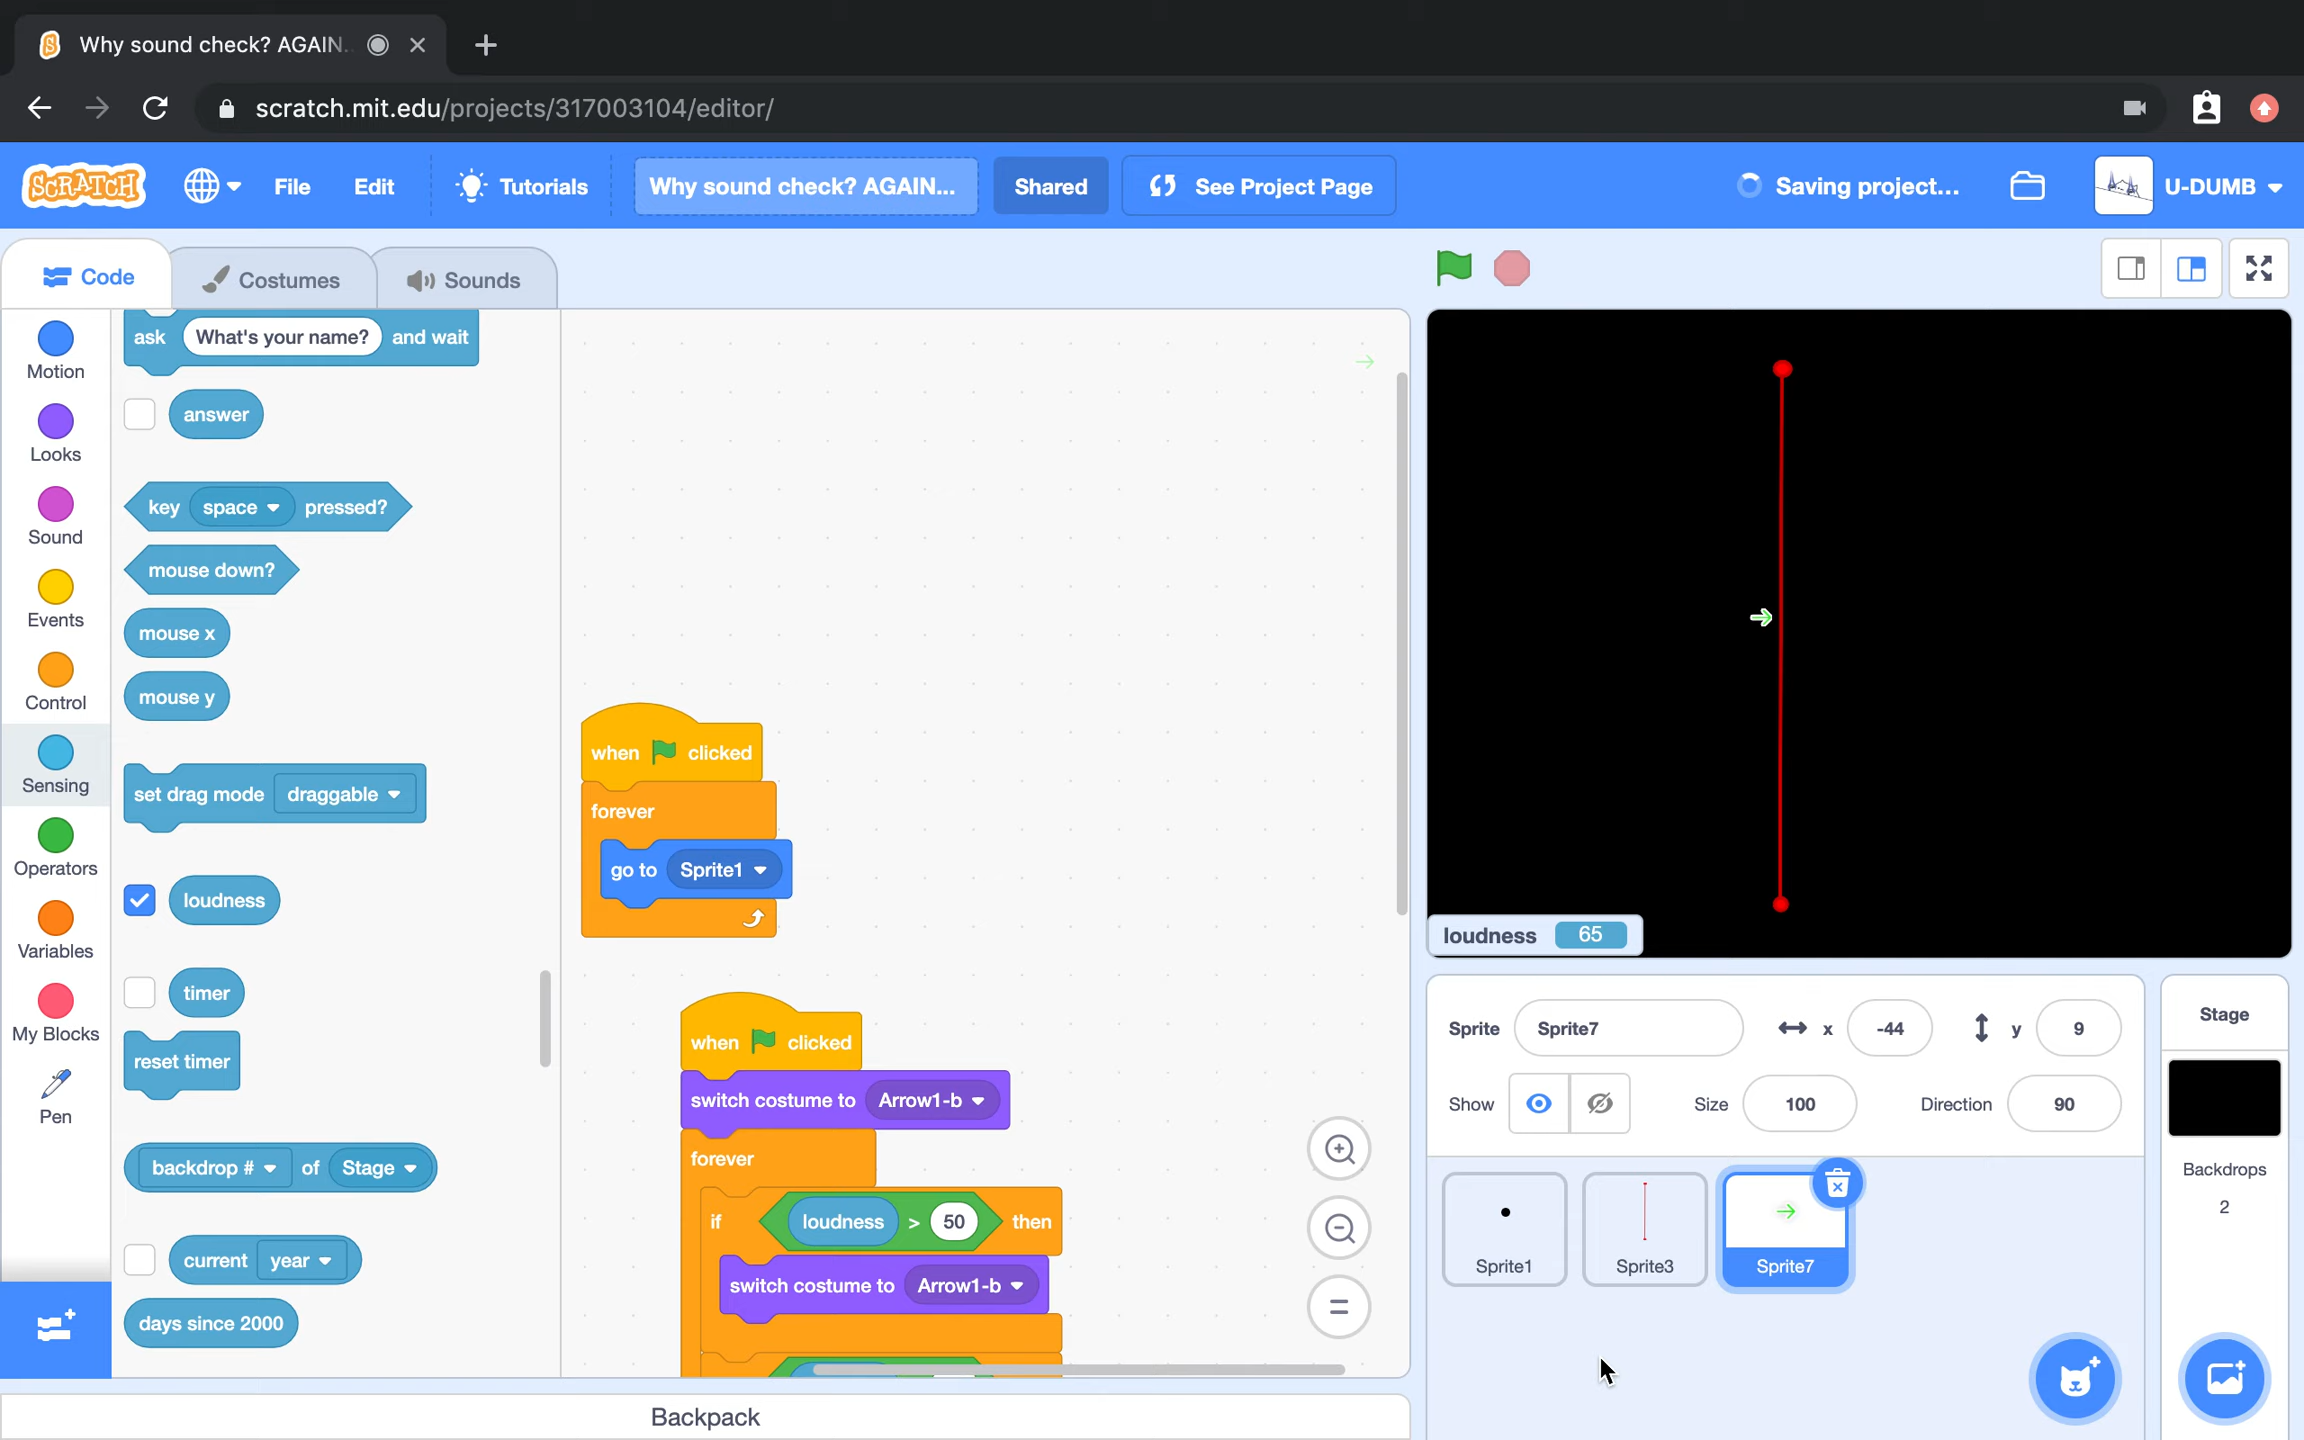 Why sound check? AGAIN..
scratch.mit.edu/projects/317003104/editor/
SCRATCH
File
Edit
Tutorials
Why sound check? AGAIN...
Shared
See Project Page
Saving project...
U-DUMB
Code
Costumes
Sounds
Motion
Looks
Sound
Events
Control
Sensing
Operators
Variables
My Blocks
Pen
ask What's your name? and wait
answer
key space pressed?
mouse down?
mouse x
mouse y
set drag mode draggable
loudness
timer
reset timer
backdrop # of Stage
current year
days since 2000
when clicked
forever
go to Sprite1
when clicked
switch costume to Arrow1-b
forever
if loudness > 50 then
switch costume to Arrow1-b
Backpack
loudness 65
Sprite Sprite7 x -44 y 9
Show Size 100 Direction 90
Sprite1
Sprite3
Sprite7
Stage
Backdrops
2